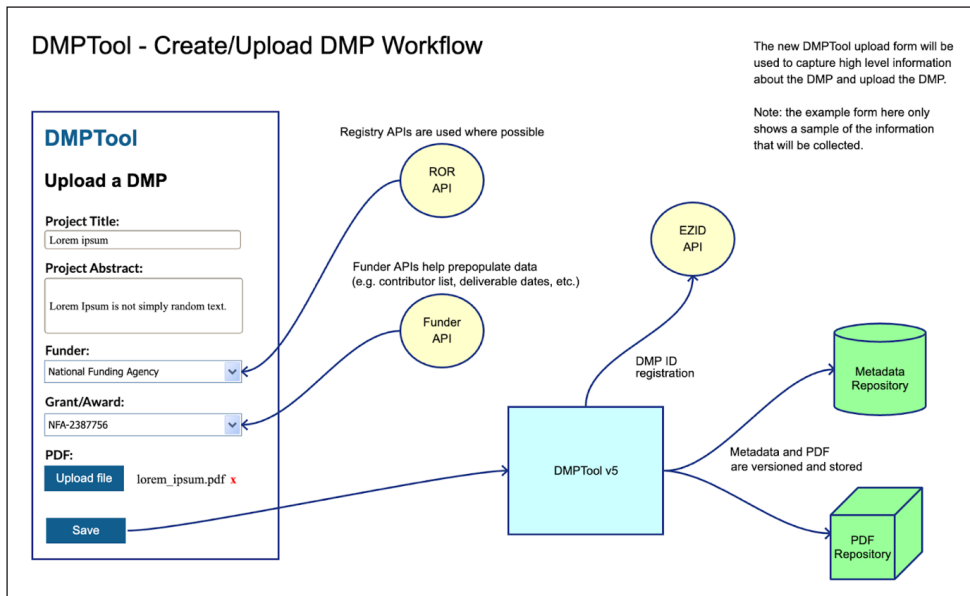 DMPTool - Create/Upload DMP Workflow
The new DMPTool upload form will be
used to capture high level information
about the DMP and upload the DMP.
Note: the example form here only
shows a sample of the information
that will be collected.
DMPTool
Upload a DMP
Project Title:
Lorem ipsum
Project Abstract:
Lorem Ipsum is not simply random text.
Funder:
National Funding Agency
Grant/Award:
NFA-2387756
PDF:
Upload file lorem_ipsum.pdf x
Save
Registry APIs are used where possible
ROR
API
Funder APIs help prepopulate data
(e.g. contributor list, deliverable dates, etc.)
Funder
API
EZID
API
DMP ID
registration
DMPTool v5
Metadata
Repository
Metadata and PDF
are versioned and stored
PDF
Repository